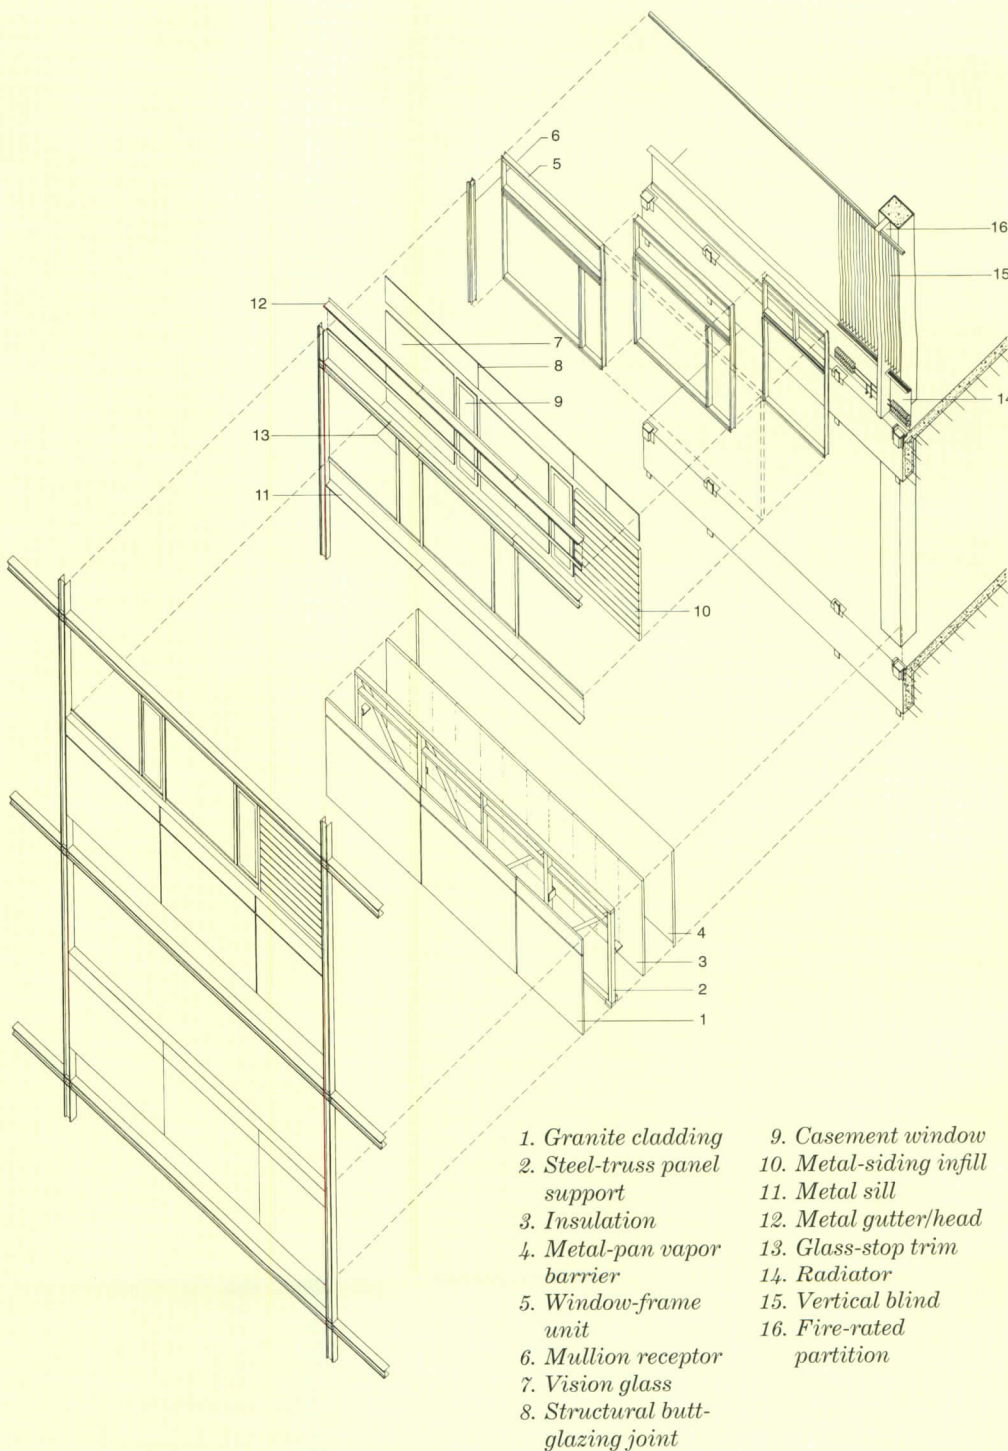 6
5
16
15
12
7
8
14
9
13
11
10
4
3
2
1
1. Granite cladding
2. Steel-truss panel
support
3. Insulation
4. Metal-pan vapor
barrier
5. Window-frame
unit
6. Mullion receptor
7. Vision glass
8. Structural butt-
glazing joint
9. Casement window
10. Metal-siding infill
11. Metal sill
12. Metal gutter/head
13. Glass-stop trim
14. Radiator
15. Vertical blind
16. Fire-rated
partition